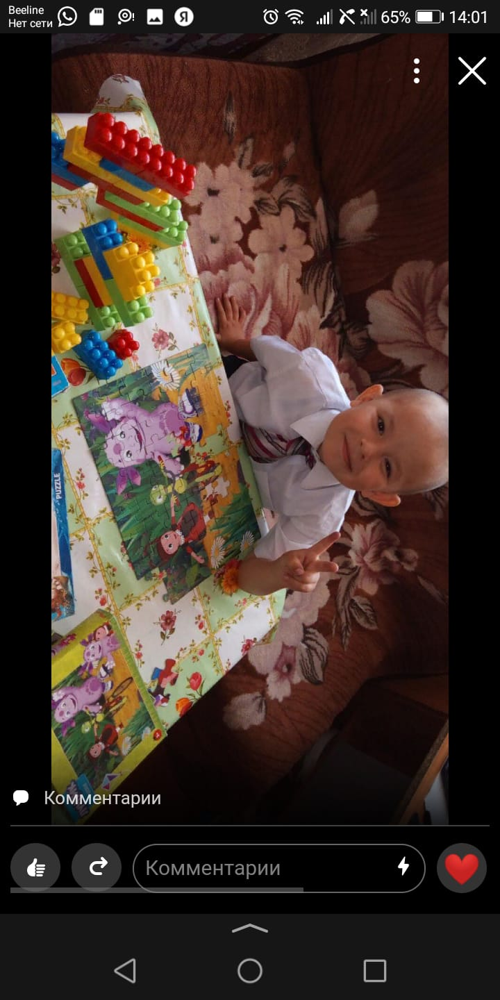 Beeline
Нет сети
Я
65%
14:01
PUZZLE
Комментарии
Комментарии